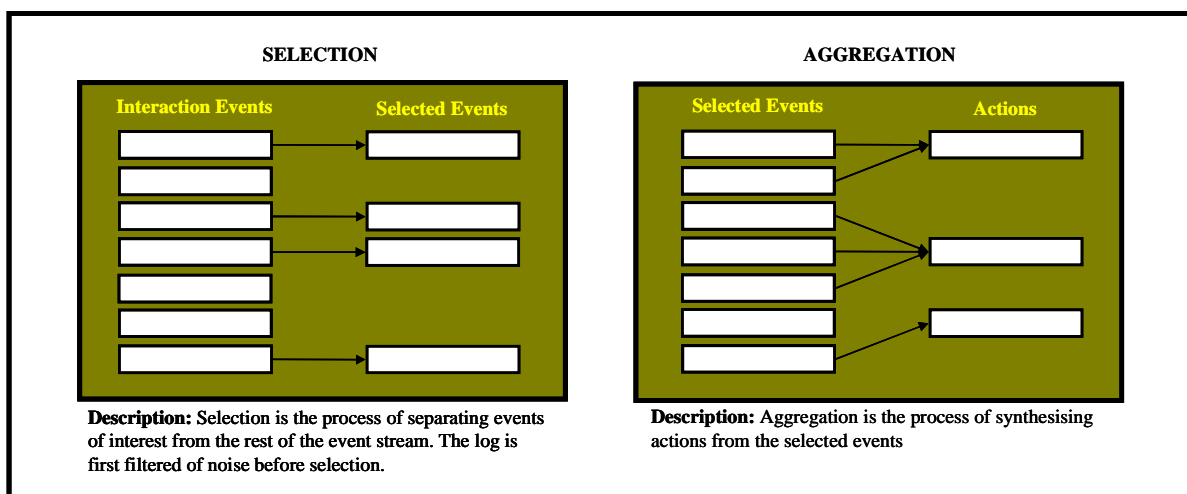 SELECTION
Interaction Events
Selected Events
Description: Selection is the process of separating events
of interest from the rest of the event stream. The log is
first filtered of noise before selection.
AGGREGATION
Selected Events
Actions
Description: Aggregation is the process of synthesising
actions from the selected events